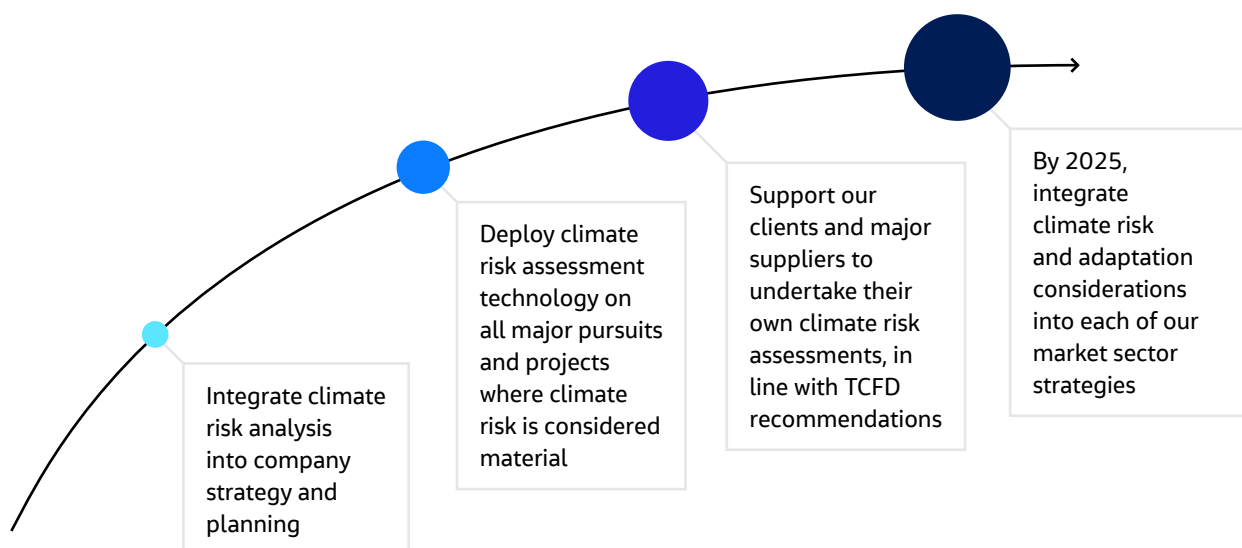 Integrate climate
risk analysis
into company
strategy and
planning
Deploy climate
risk assessment
technology on
all major pursuits
and projects
where climate
risk is considered
material
Support our
clients and major
suppliers to
undertake their
own climate risk
assessments, in
line with TCFD
recommendations
By 2025,
integrate
climate risk
and adaptation
considerations
into each of our
market sector
strategies